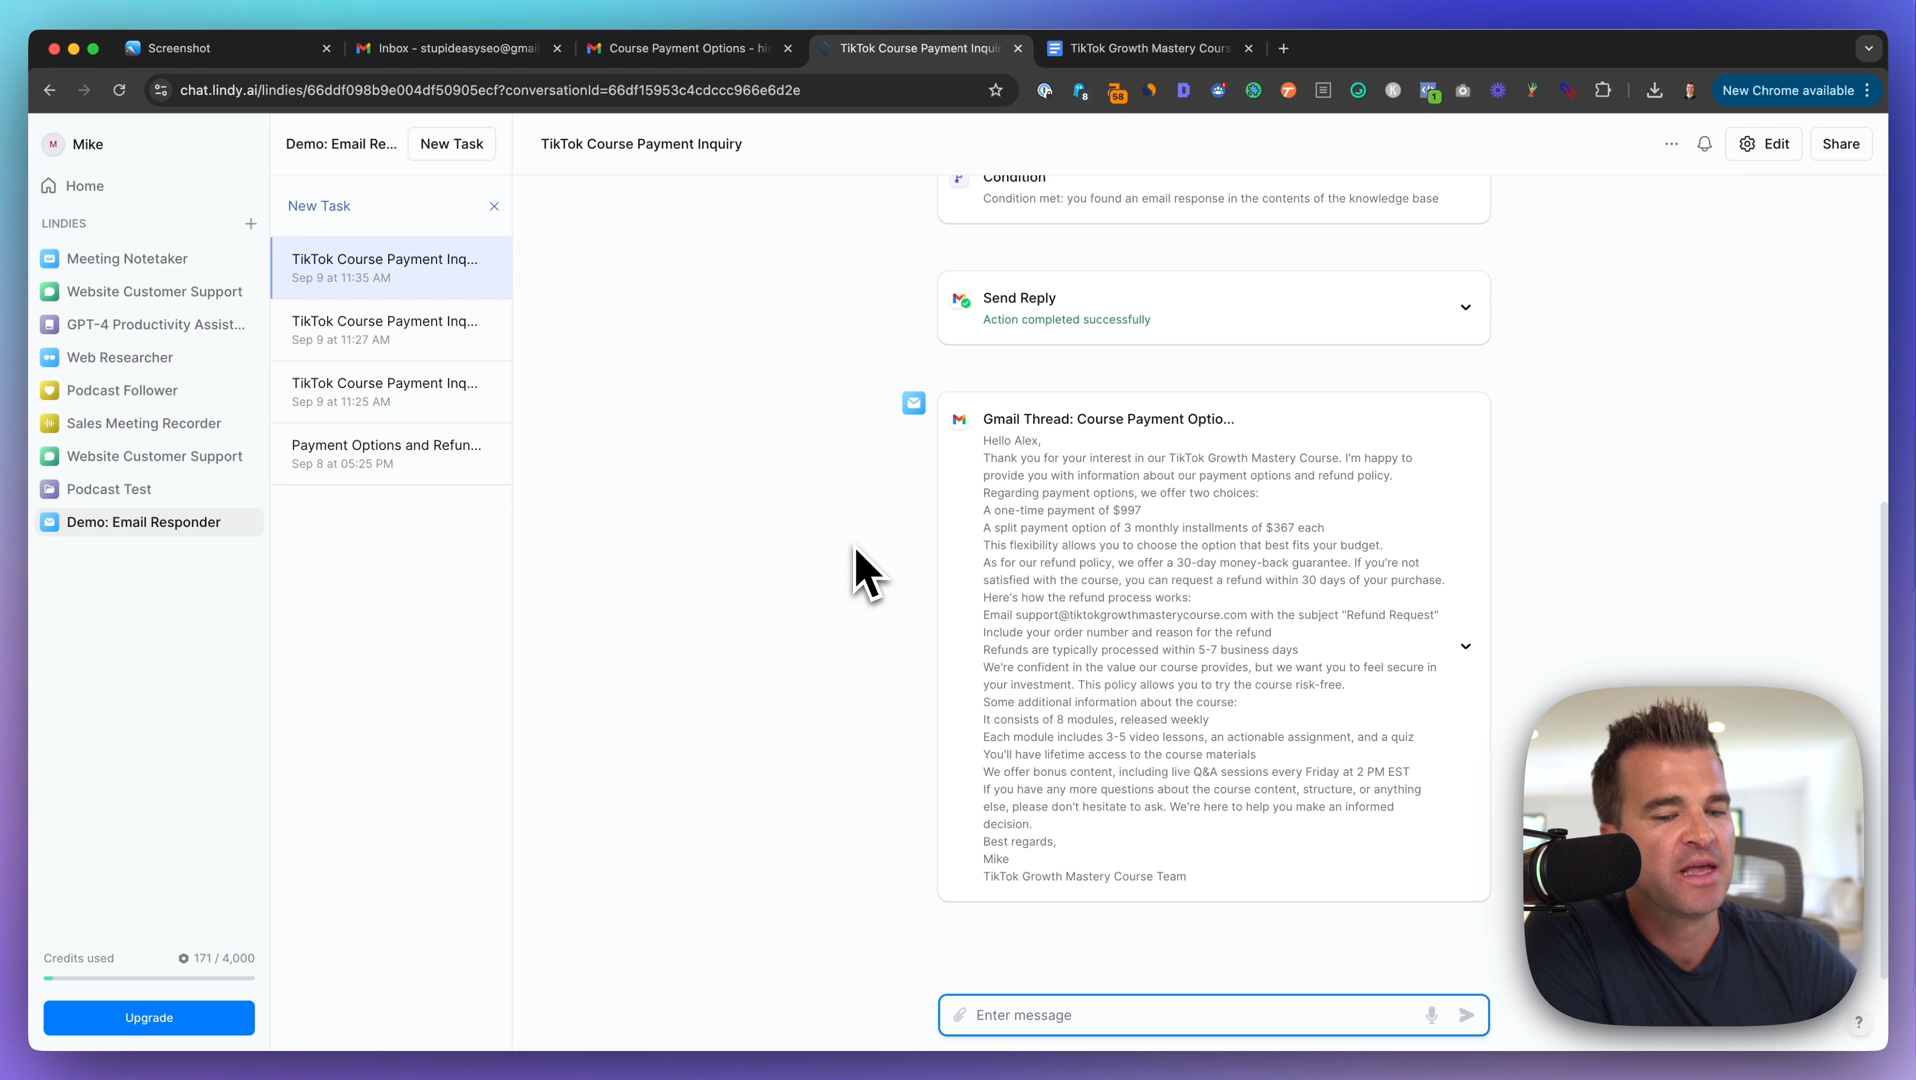 Screenshot
Inbox - stupideasyseo@gmail
Course Payment Options - hi
TikTok Course Payment Inquir
TikTok Growth Mastery Cours
chat.lindy.ai/lindies/66ddf098b9e004df50905ecf?conversationId=66df15953c4cdccc966e6d2e
8
58
D
K
1
New Chrome available
M
Mike
Demo: Email Re...
New Task
TikTok Course Payment Inquiry
Edit
Share
Home
LINDIES
Meeting Notetaker
Website Customer Support
GPT-4 Productivity Assist...
Web Researcher
Podcast Follower
Sales Meeting Recorder
Website Customer Support
Podcast Test
Demo: Email Responder
Credits used
171 / 4,000
Upgrade
New Task
TikTok Course Payment Inq...
Sep 9 at 11:35 AM
TikTok Course Payment Inq...
Sep 9 at 11:27 AM
TikTok Course Payment Inq...
Sep 9 at 11:25 AM
Payment Options and Refun...
Sep 8 at 05:25 PM
Condition
Condition met: you found an email response in the contents of the knowledge base
Send Reply
Action completed successfully
Gmail Thread: Course Payment Optio...
Hello Alex,
Thank you for your interest in our TikTok Growth Mastery Course. I'm happy to
provide you with information about our payment options and refund policy.
Regarding payment options, we offer two choices:
A one-time payment of $997
A split payment option of 3 monthly installments of $367 each
This flexibility allows you to choose the option that best fits your budget.
As for our refund policy, we offer a 30-day money-back guarantee. If you're not
satisfied with the course, you can request a refund within 30 days of your purchase.
Here's how the refund process works:
Email support@tiktokgrowthmasterycourse.com with the subject "Refund Request"
Include your order number and reason for the refund
Refunds are typically processed within 5-7 business days
We're confident in the value our course provides, but we want you to feel secure in
your investment. This policy allows you to try the course risk-free.
Some additional information about the course:
It consists of 8 modules, released weekly
Each module includes 3-5 video lessons, an actionable assignment, and a quiz
You'll have lifetime access to the course materials
We offer bonus content, including live Q&A sessions every Friday at 2 PM EST
If you have any more questions about the course content, structure, or anything
else, please don't hesitate to ask. We're here to help you make an informed
decision.
Best regards,
Mike
TikTok Growth Mastery Course Team
Enter message
?